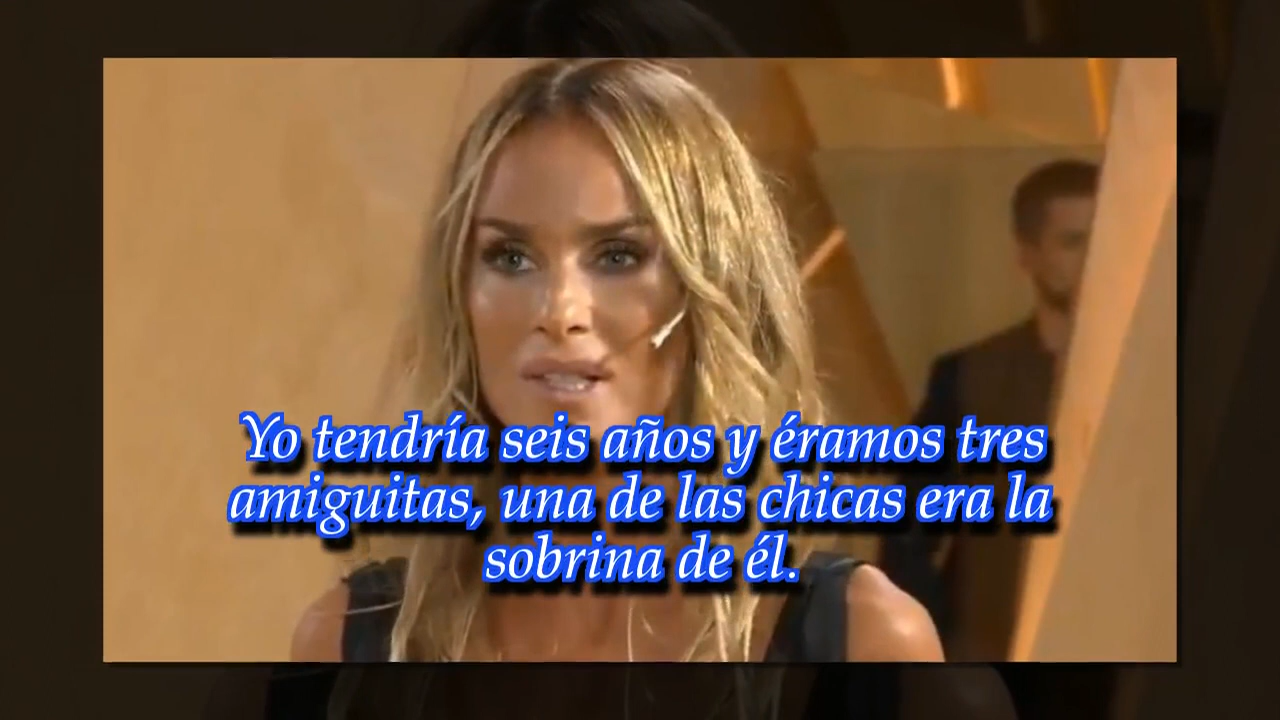 Yo tendría seis años y éramos tres
amiguitas, una de las chicas era la
sobrina de él.